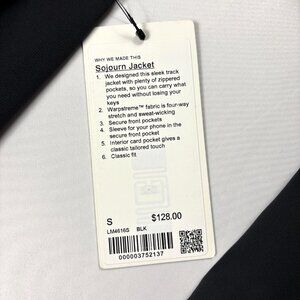 WHY WE MADE THIS
Sojourn Jacket
1. We designed this sleek track
jacket with plenty of zippered
pockets, so you can carry what
you need without losing your
keys
2. Warpstreme™ fabric is four-way
stretch and sweat-wicking
3. Secure front pockets
4. Sleeve for your phone in the
secure front pockets
5. Interior card pocket gives a
classic tailored touch
6. Classic fit
S $128.00
LM4616S BLK
000003752137